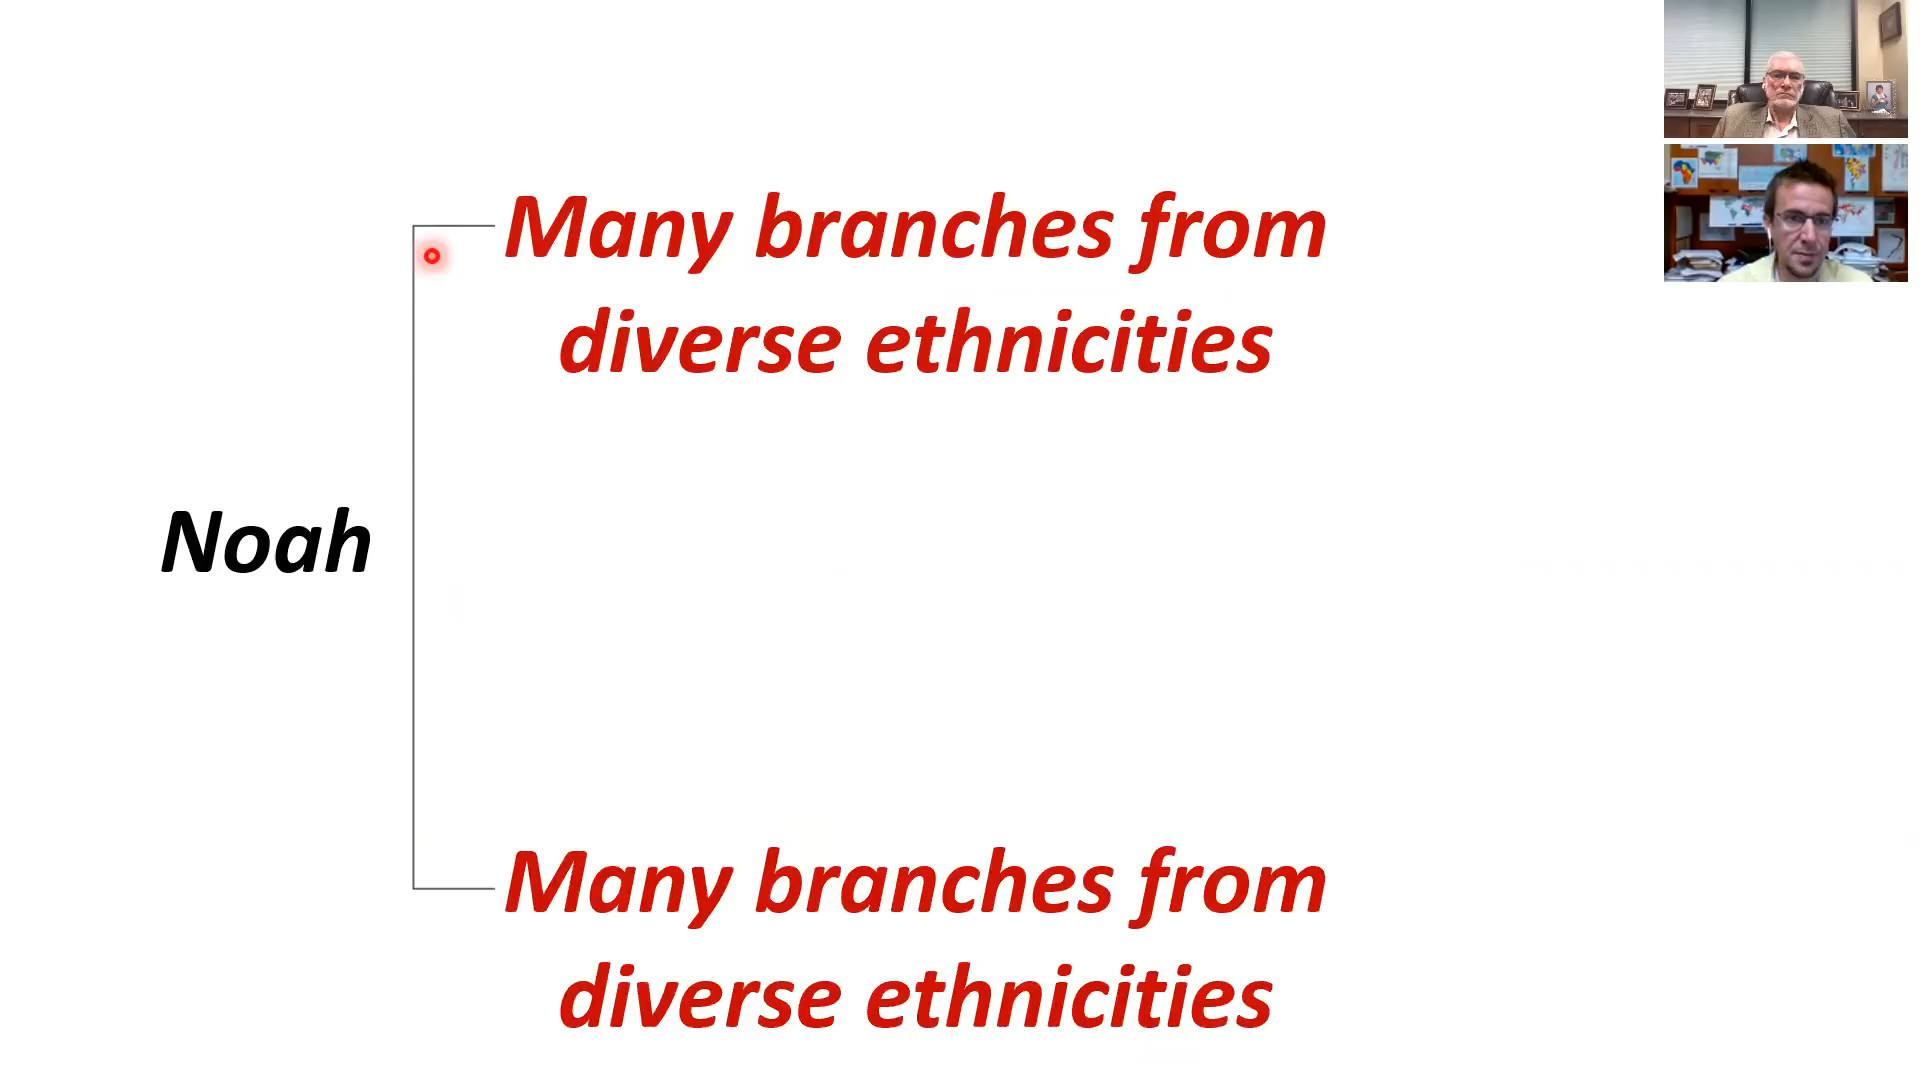 Many branches from
diverse ethnicities
Noah
Many branches from
diverse ethnicities